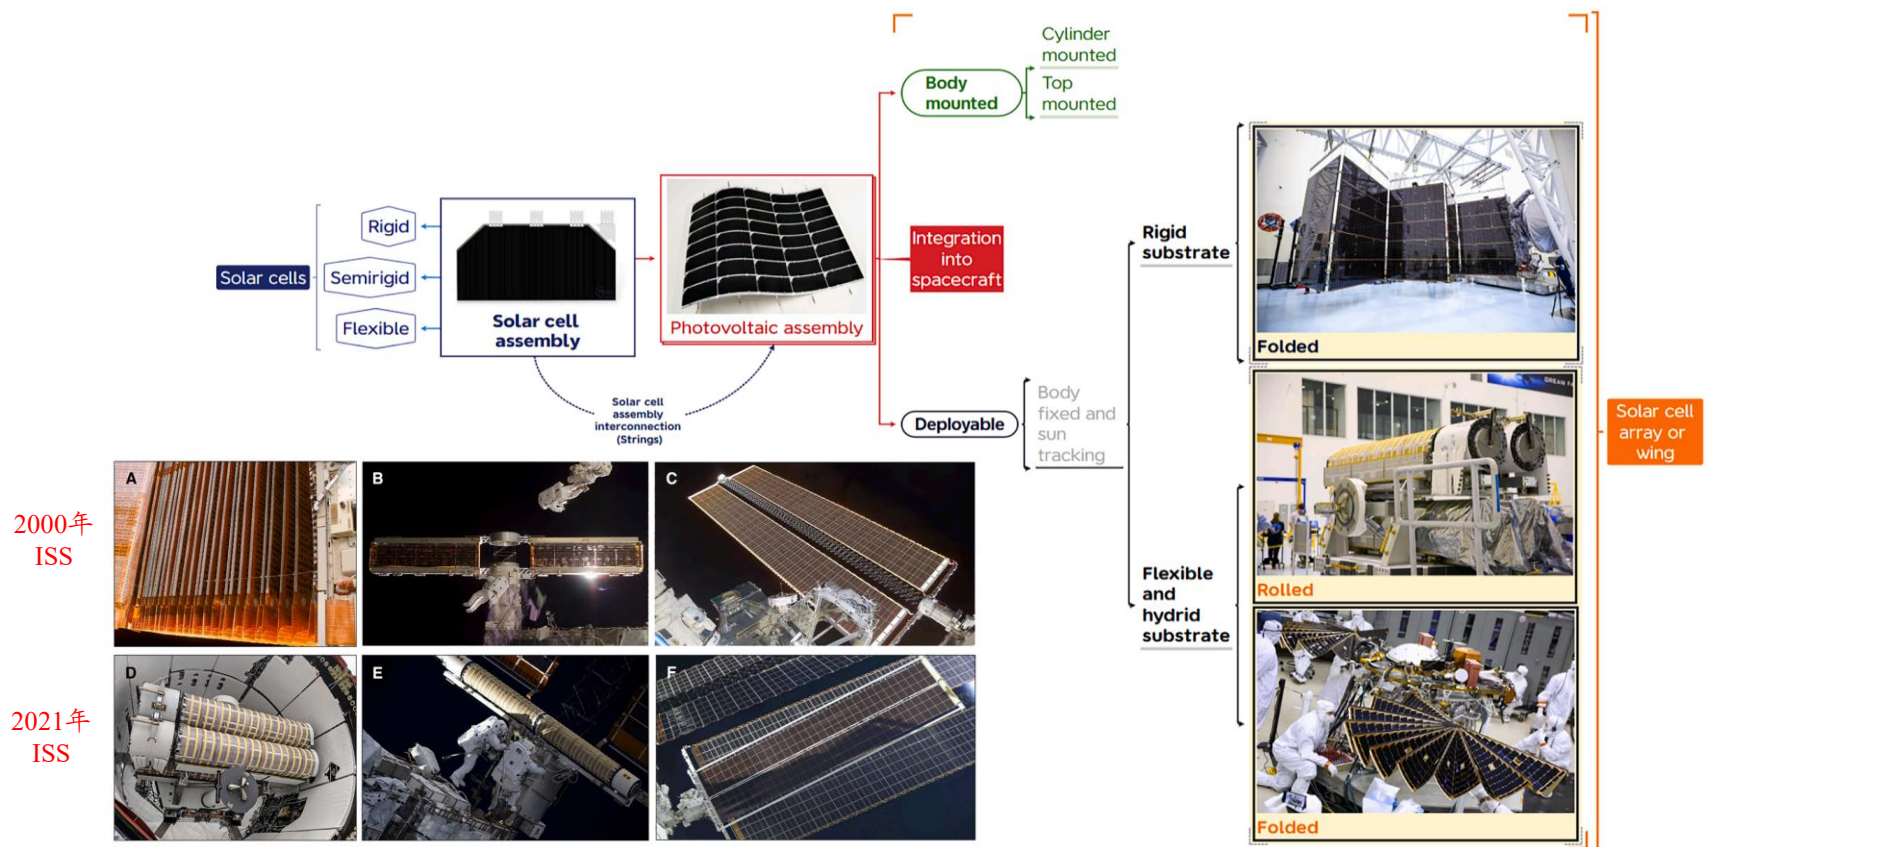 Solar cells
Rigid
Semirigid
Flexible
Solar cell
assembly
Photovoltaic assembly
Solar cell
assembly
interconnection
(Strings)
Integration
into
spacecraft
Body
mounted
Cylinder
mounted
Top
mounted
Deployable
Body
fixed and
sun
tracking
Rigid
substrate
Flexible
and
hydrid
substrate
Folded
Rolled
Folded
Solar cell
array or
wing
2000年
ISS
A
B
C
2021年
ISS
D
E
F